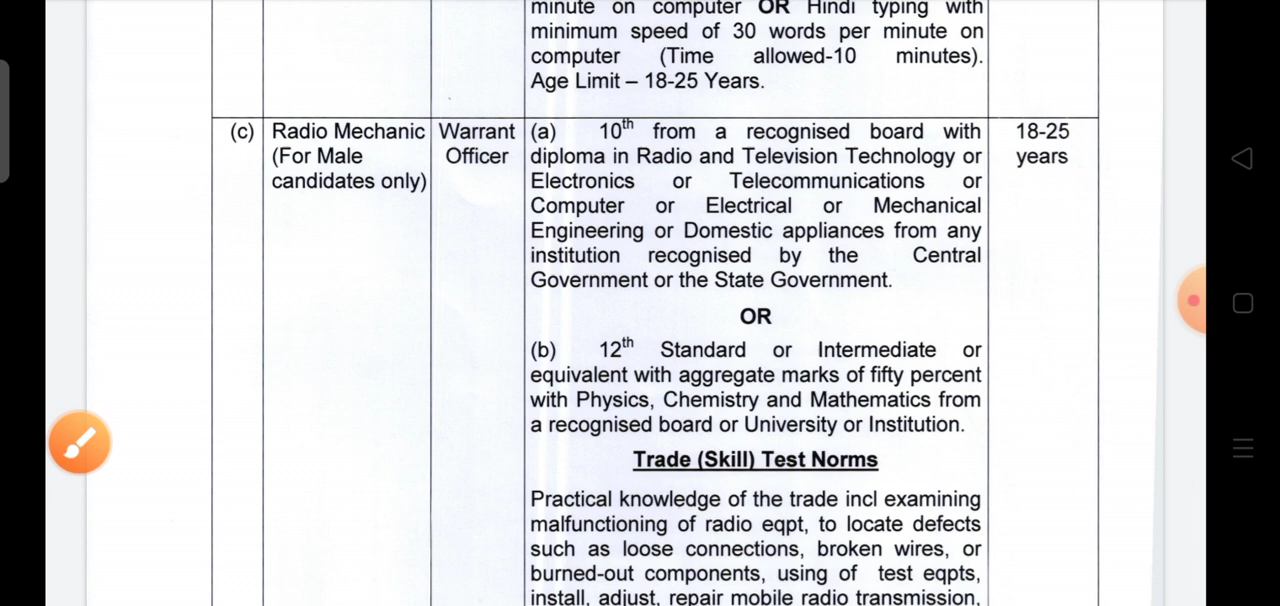 minute on computer OR Hindi typing with
minimum speed of 30 words per minute on
computer (Time allowed-10 minutes).
Age Limit – 18-25 Years.
(c)
Radio Mechanic
(For Male
candidates only)
Warrant
Officer
(a) 10th from a recognised board with
diploma in Radio and Television Technology or
Electronics or Telecommunications or
Computer or Electrical or Mechanical
Engineering or Domestic appliances from any
institution recognised by the Central
Government or the State Government.
OR
(b) 12th Standard or Intermediate or
equivalent with aggregate marks of fifty percent
with Physics, Chemistry and Mathematics from
a recognised board or University or Institution.
Trade (Skill) Test Norms
Practical knowledge of the trade incl examining
malfunctioning of radio eqpt, to locate defects
such as loose connections, broken wires, or
burned-out components, using of test eqpts,
install, adjust, repair mobile radio transmission,
18-25
years